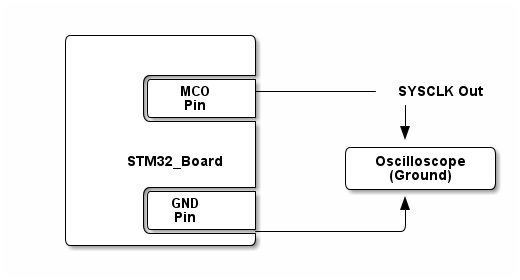 MCO
Pin
SYSCLK Out
STM32_Board
Oscilloscope
(Ground)
GND
Pin